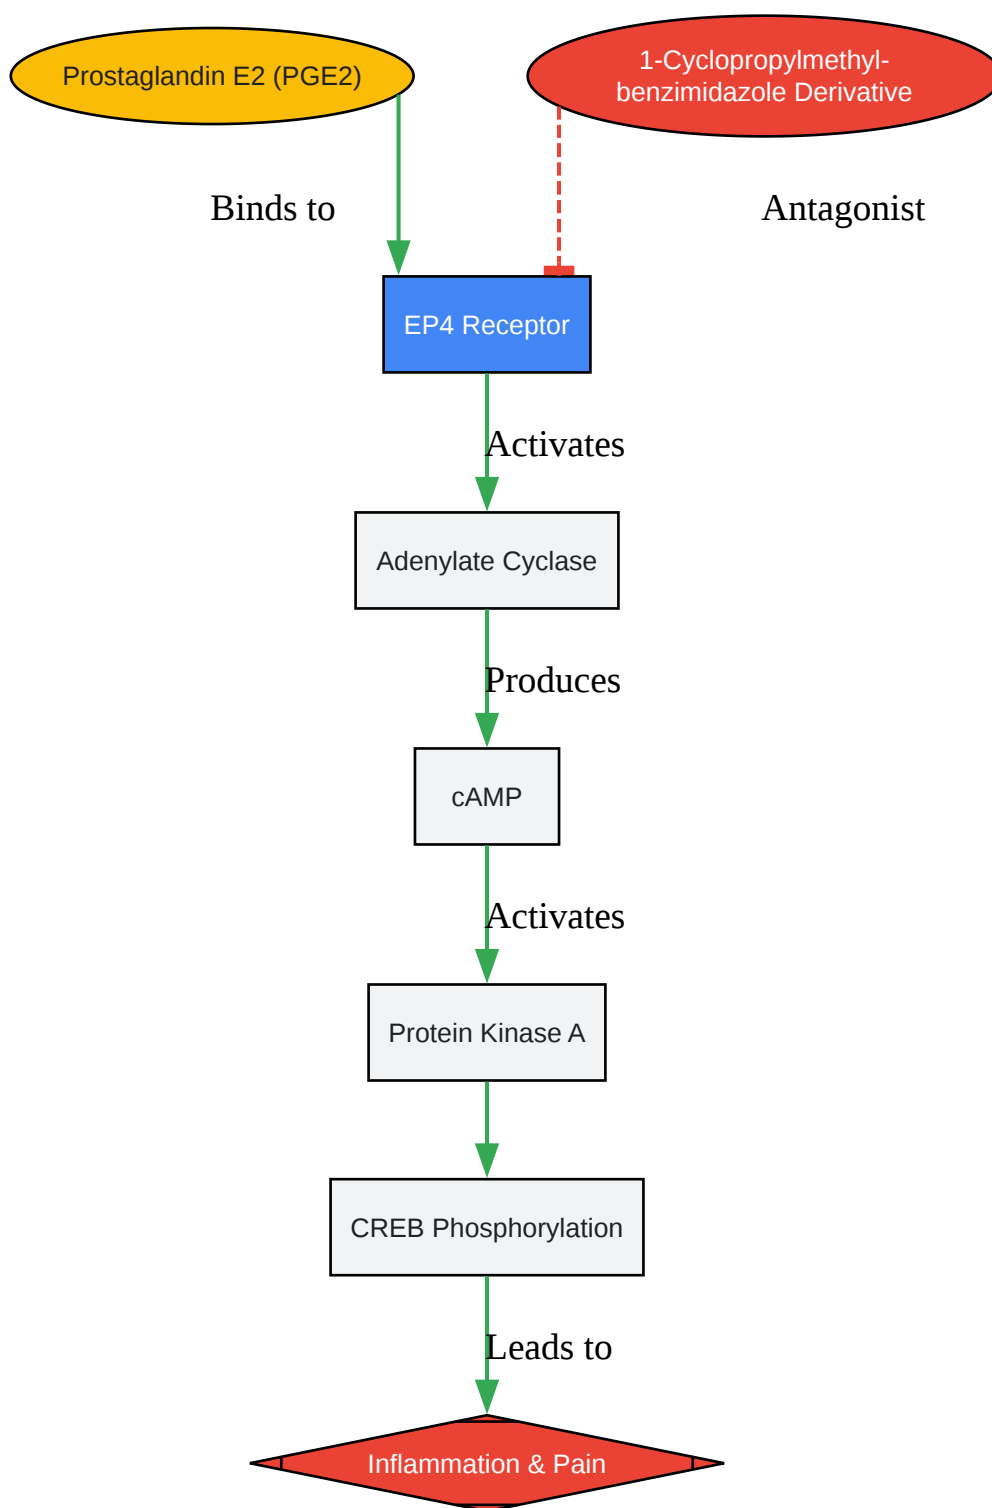 Prostaglandin E2 (PGE2)
1-Cyclopropylmethyl-
benzimidazole Derivative
Binds to
Antagonist
EP4 Receptor
Activates
Adenylate Cyclase
Produces
cAMP
Activates
Protein Kinase A
CREB Phosphorylation
Leads to
Inflammation & Pain